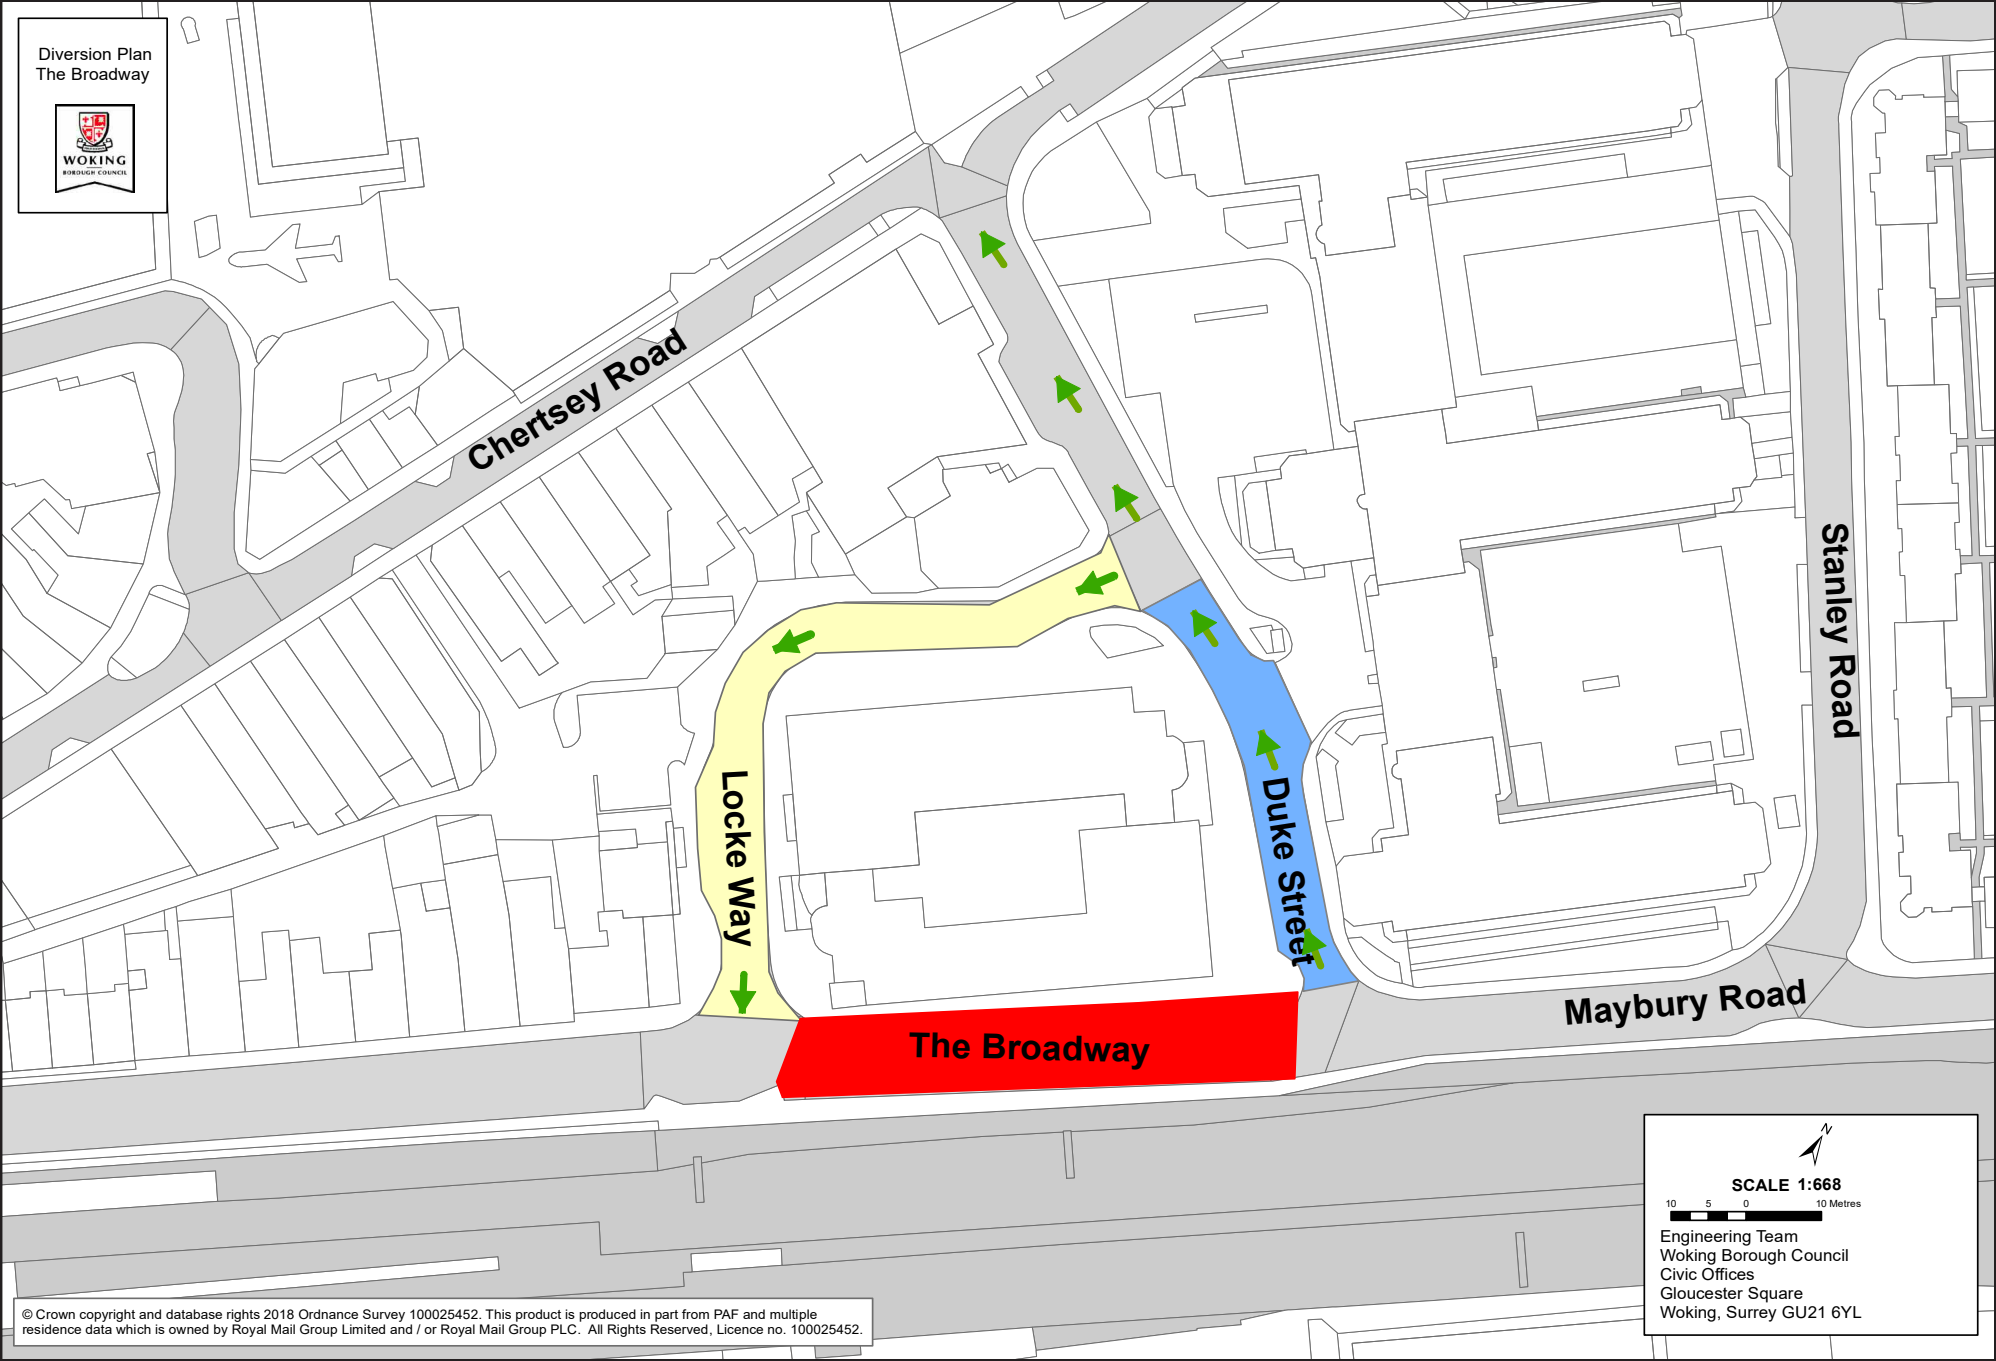 Diversion Plan
The Broadway
WOKING
BOROUGH COUNCIL
Chertsey Road
Stanley Road
Locke Way
Duke Street
Maybury Road
The Broadway
N
SCALE 1:668
10 5 0 10 Metres
Engineering Team
Woking Borough Council
Civic Offices
Gloucester Square
Woking, Surrey GU21 6YL
© Crown copyright and database rights 2018 Ordnance Survey 100025452. This product is produced in part from PAF and multiple
residence data which is owned by Royal Mail Group Limited and / or Royal Mail Group PLC. All Rights Reserved, Licence no. 100025452.